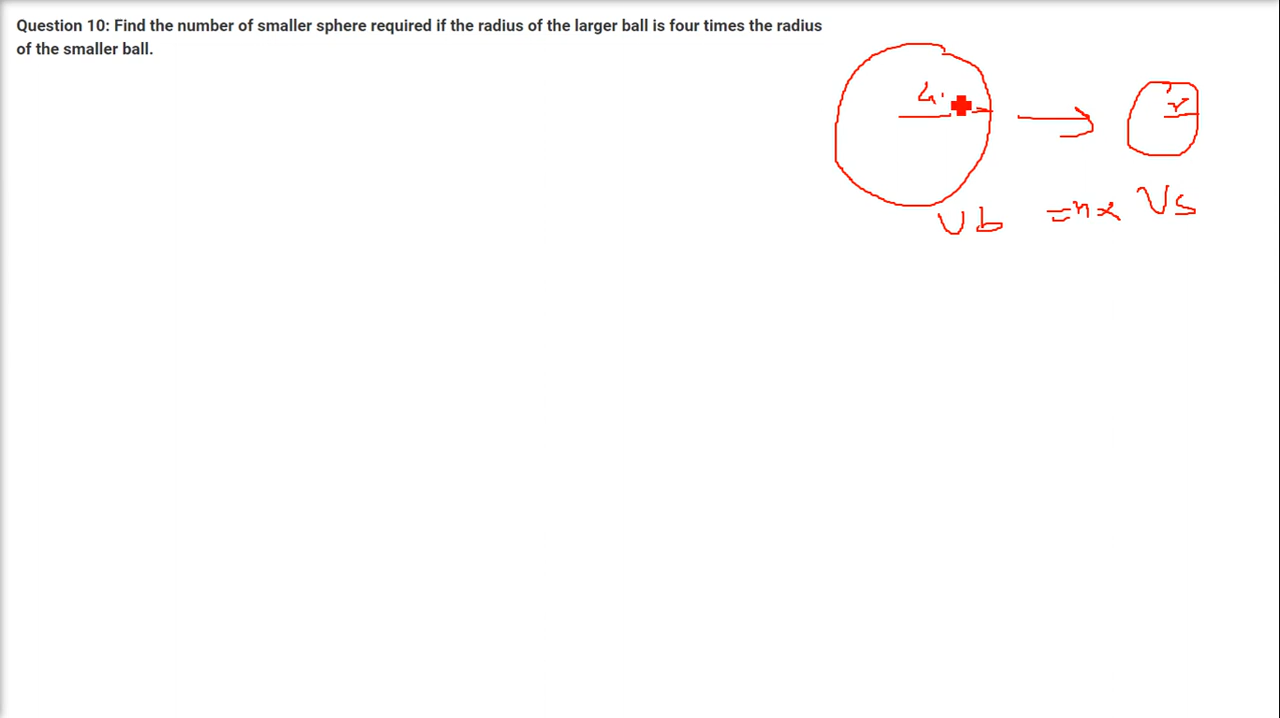 Question 10: Find the number of smaller sphere required if the radius of the larger ball is four times the radius
of the smaller ball.
4
r
Vb = n x Vs